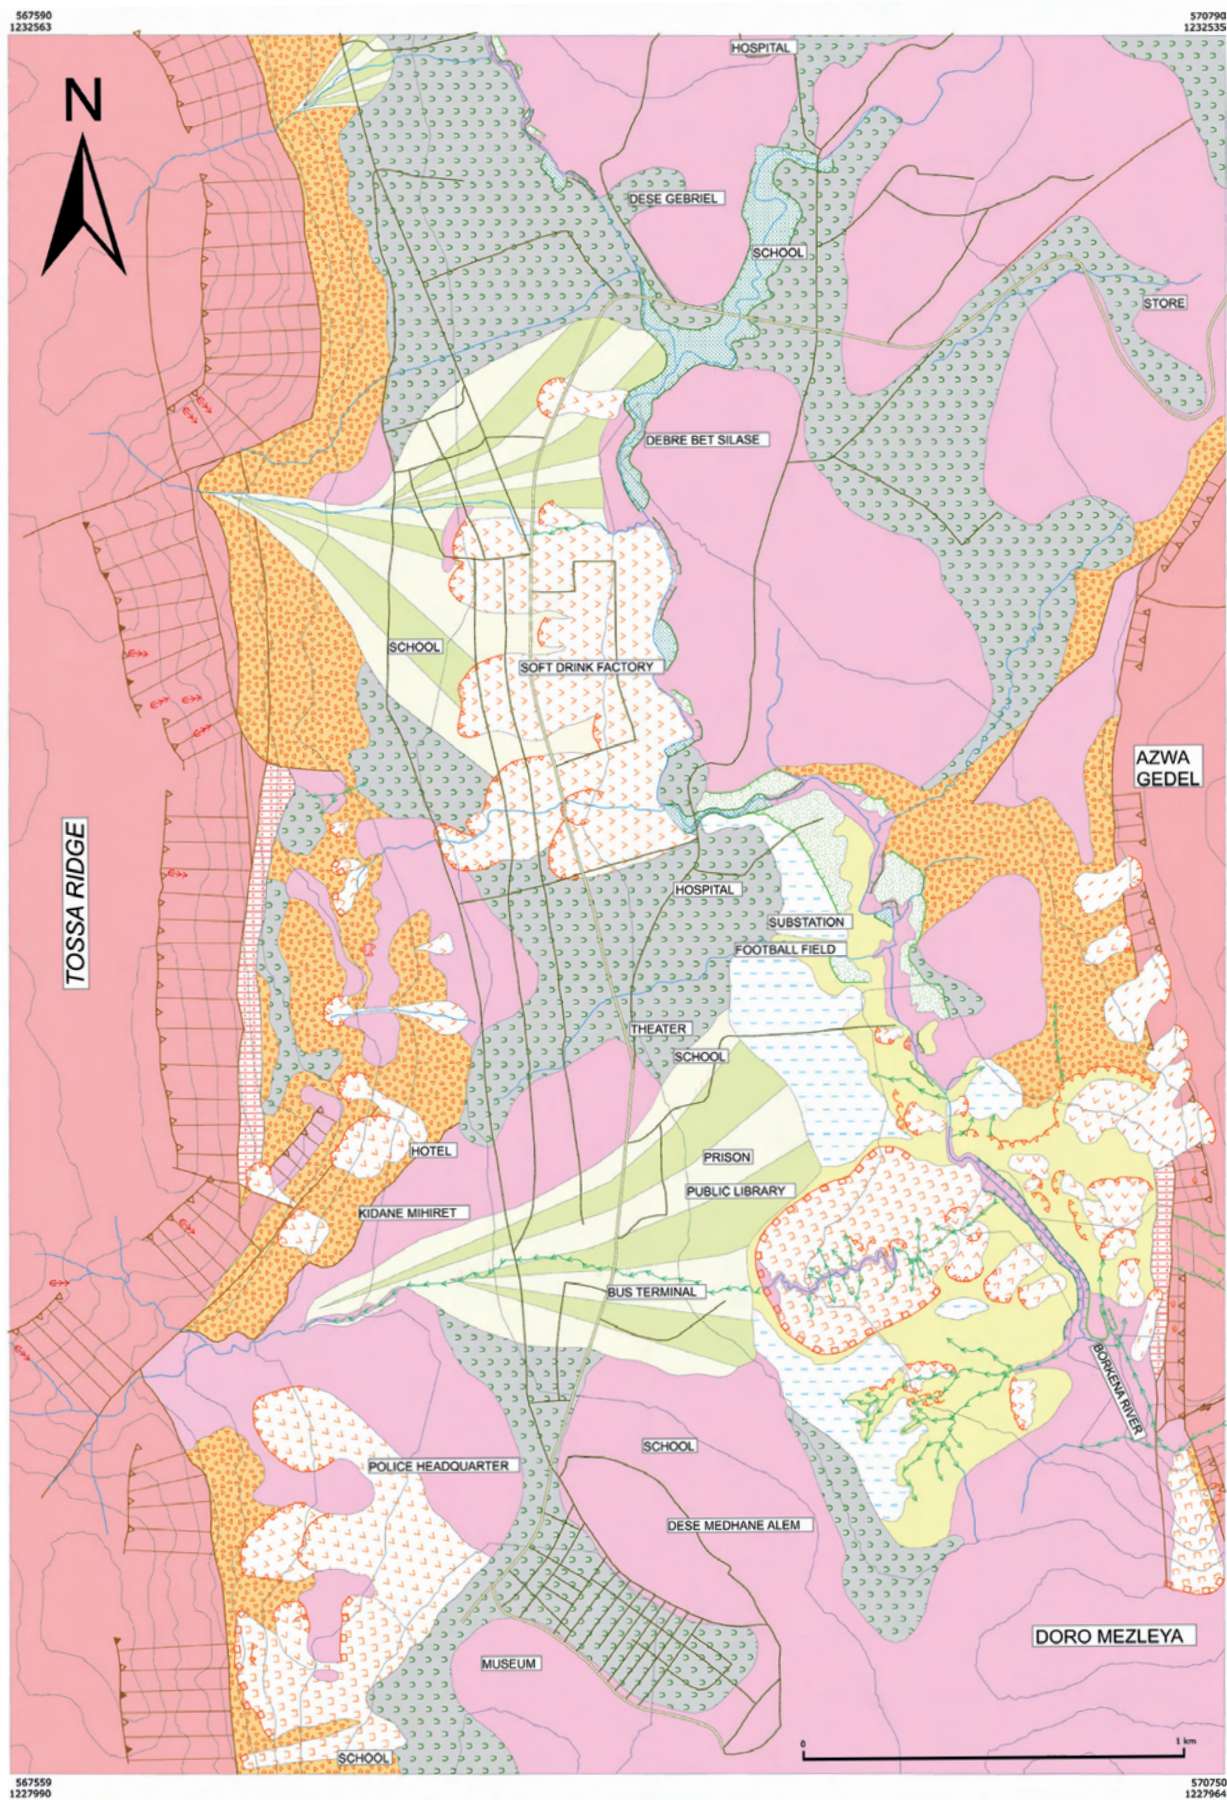 567590
1232563
570790
1232535
HOSPITAL
N
DESE GEBRIEL
SCHOOL
STORE
DEBRE BET SILASE
SCHOOL
SOFT DRINK FACTORY
AZWA
GEDEL
TOSSA RIDGE
HOSPITAL
SUBSTATION
FOOTBALL FIELD
THEATER
SCHOOL
HOTEL
PRISON
PUBLIC LIBRARY
KIDANE MIHIRET
BUS TERMINAL
BORKENA RIVER
SCHOOL
POLICE HEADQUARTER
DESE MEDHANE ALEM
DORO MEZLEYA
MUSEUM
SCHOOL
0
1 km
567559
1227990
570750
1227964